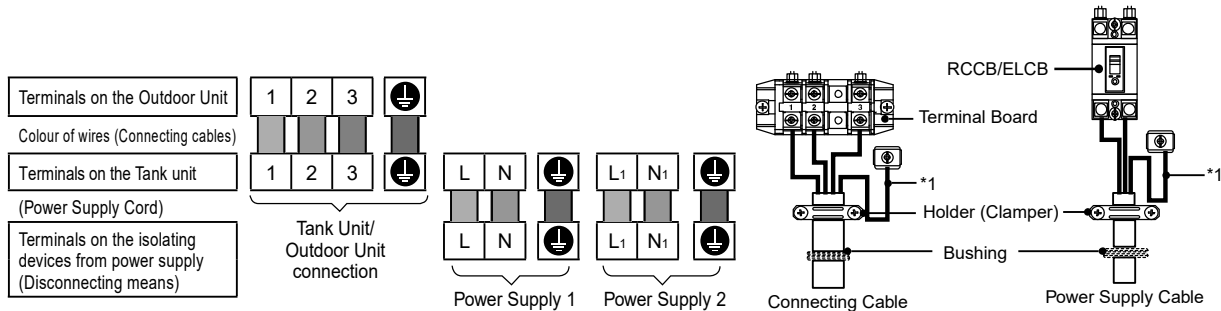 Terminals on the Outdoor Unit
1 2 3
Colour of wires (Connecting cables)
Terminals on the Tank unit
1 2 3
(Power Supply Cord)
Terminals on the isolating
devices from power supply
(Disconnecting means)
Tank Unit/
Outdoor Unit
connection
L N
L N
Power Supply 1
L1 N1
L1 N1
Power Supply 2
1 2 3
Terminal Board
*1
Holder (Clamper)
Bushing
Connecting Cable
RCCB/ELCB
*1
Power Supply Cable